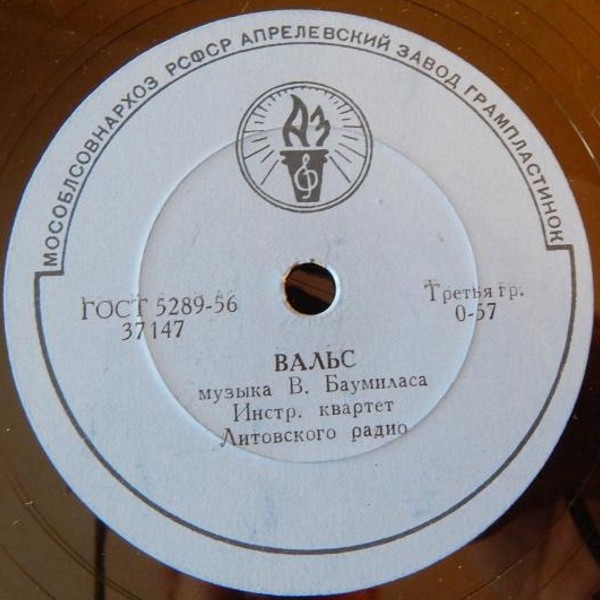 МОСОБЛСОВНАРХОЗ РСФСР АПРЕЛЕВСКИЙ ЗАВОД ГРАМПЛАСТИНОК
АЗ
ГОСТ 5289-56
37147
Третья гр.
0-57
ВАЛЬС
музыка В. Баумиласа
Инстр. квартет
Литовского радио